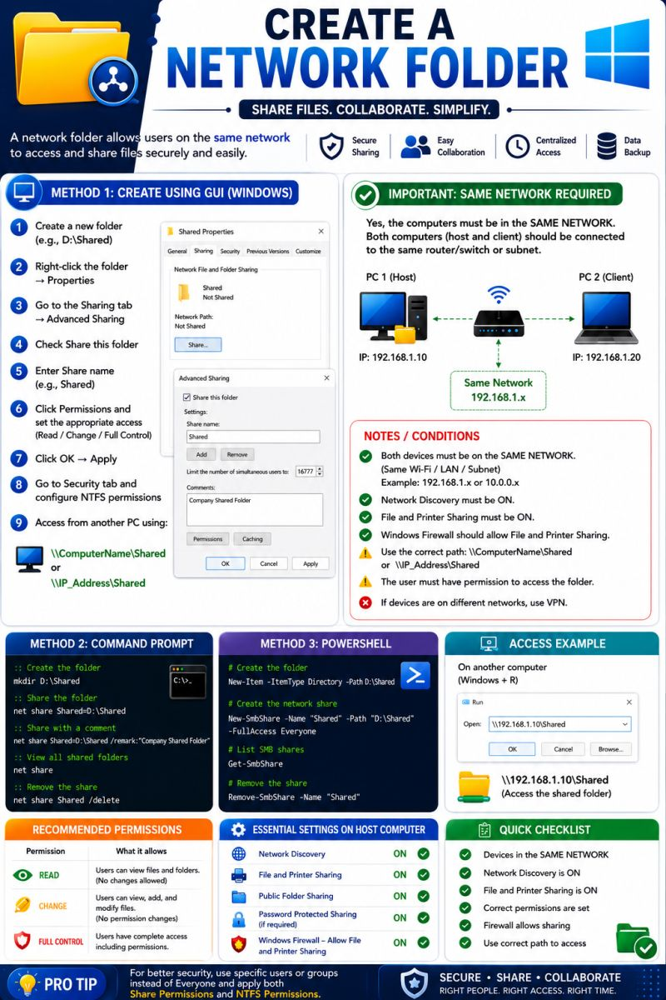 CREATE A
NETWORK FOLDER
SHARE FILES. COLLABORATE. SIMPLIFY.
A network folder allows users on the same network
to access and share files securely and easily.
Secure
Sharing
Easy
Collaboration
Centralized
Access
Data
Backup
METHOD 1: CREATE USING GUI (WINDOWS)
1 Create a new folder
(e.g., D:\Shared)
2 Right-click the folder
→ Properties
3 Go to the Sharing tab
→ Advanced Sharing
4 Check Share this folder
5 Enter Share name
(e.g., Shared)
6 Click Permissions and
set the appropriate access
(Read / Change / Full Control)
7 Click OK → Apply
8 Go to Security tab and
configure NTFS permissions
9 Access from another PC using:
\\ComputerName\Shared
or
\\IP_Address\Shared
Shared Properties
General Sharing Security Previous Versions Customize
Network File and Folder Sharing
Shared
Not Shared
Network Path:
Not Shared
Share...
Advanced Sharing
Share this folder
Settings:
Share name:
Shared
Add Remove
Limit the number of simultaneous users to: 16777
Comments:
Company Shared Folder
Permissions Caching
OK Cancel Apply
IMPORTANT: SAME NETWORK REQUIRED
Yes, the computers must be in the SAME NETWORK.
Both computers (host and client) should be connected
to the same router/switch or subnet.
PC 1 (Host) PC 2 (Client)
IP: 192.168.1.10 IP: 192.168.1.20
Same Network
192.168.1.x
NOTES / CONDITIONS
Both devices must be on the SAME NETWORK.
(Same Wi-Fi / LAN / Subnet)
Example: 192.168.1.x or 10.0.0.x
Network Discovery must be ON.
File and Printer Sharing must be ON.
Windows Firewall should allow File and Printer Sharing.
Use the correct path: \\ComputerName\Shared
or \\IP_Address\Shared
The user must have permission to access the folder.
If devices are on different networks, use VPN.
METHOD 2: COMMAND PROMPT
:: Create the folder
mkdir D:\Shared
:: Share the folder
net share Shared=D:\Shared
:: Share with a comment
net share Shared=D:\Shared /remark:"Company Shared Folder"
:: View all shared folders
net share
:: Remove the share
net share Shared /delete
C:\>_
METHOD 3: POWERSHELL
# Create the folder
New-Item -ItemType Directory -Path D:\Shared
# Create the network share
New-SmbShare -Name "Shared" -Path "D:\Shared"
-FullAccess Everyone
# List SMB shares
Get-SmbShare
# Remove the share
Remove-SmbShare -Name "Shared"
ACCESS EXAMPLE
On another computer
(Windows + R)
Run
Open: \\192.168.1.10\Shared
OK Cancel Browse...
\\192.168.1.10\Shared
(Access the shared folder)
RECOMMENDED PERMISSIONS
Permission What it allows
READ Users can view files and folders.
(No changes allowed)
CHANGE Users can view, add, and
modify files.
(No permission changes)
FULL CONTROL Users have complete access
including permissions.
ESSENTIAL SETTINGS ON HOST COMPUTER
Network Discovery ON
File and Printer Sharing ON
Public Folder Sharing ON
Password Protected Sharing
(if required) ON
Windows Firewall – Allow File
and Printer Sharing ON
QUICK CHECKLIST
Devices in the SAME NETWORK
Network Discovery is ON
File and Printer Sharing is ON
Correct permissions are set
Firewall allows sharing
Use correct path to access
PRO TIP
For better security, use specific users or groups
instead of Everyone and apply both
Share Permissions and NTFS Permissions.
SECURE • SHARE • COLLABORATE
RIGHT PEOPLE. RIGHT ACCESS. RIGHT TIME.